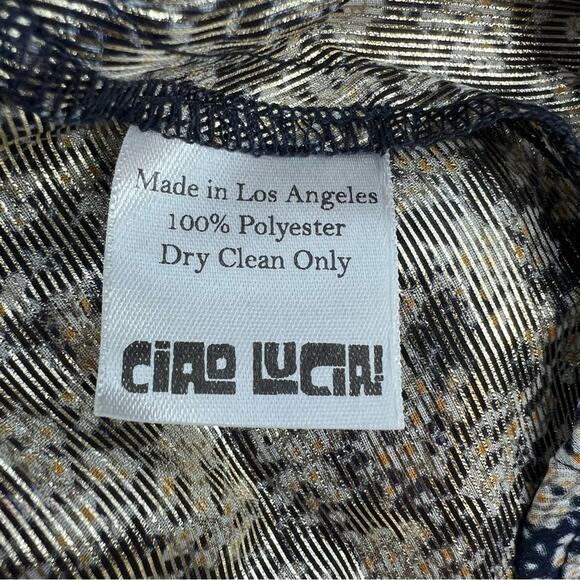 Made in Los Angeles
100% Polyester
Dry Clean Only
CIAO LUCIA!